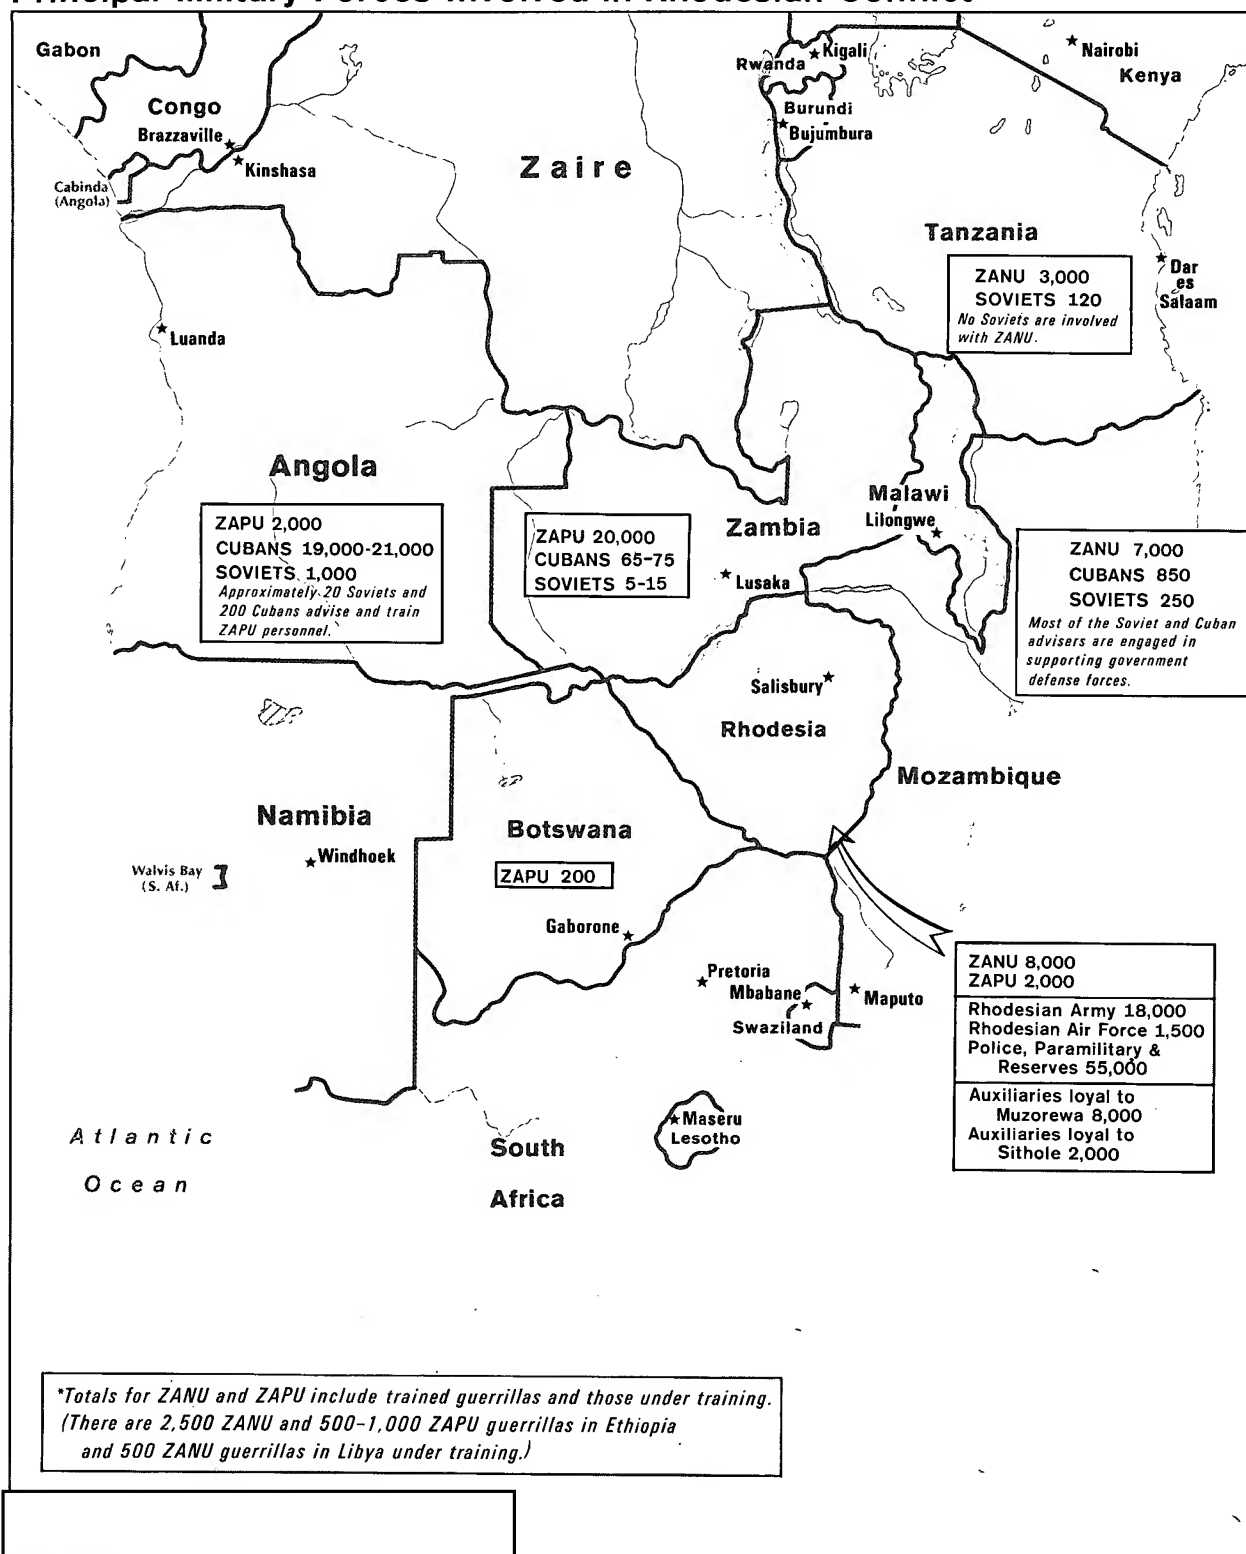 Principal Military Forces Involved in Rhodesian Conflict
Gabon
Congo
Brazzaville
Kinshasa
Cabinda
(Angola)
Zaire
Rwanda
Kigali
Burundi
Bujumbura
Nairobi
Kenya
Tanzania
ZANU 3,000
SOVIETS 120
No Soviets are involved
with ZANU.
Dar
es
Salaam
Luanda
Angola
ZAPU 2,000
CUBANS 19,000-21,000
SOVIETS 1,000
Approximately 20 Soviets and
200 Cubans advise and train
ZAPU personnel.
ZAPU 20,000
CUBANS 65-75
SOVIETS 5-15
Zambia
Lusaka
Malawi
Lilongwe
ZANU 7,000
CUBANS 850
SOVIETS 250
Most of the Soviet and Cuban
advisers are engaged in
supporting government
defense forces.
Salisbury
Rhodesia
Mozambique
Namibia
Windhoek
Walvis Bay
(S. Af.)
Botswana
ZAPU 200
Gaborone
Pretoria
Mbabane
Swaziland
Maputo
ZANU 8,000
ZAPU 2,000
Rhodesian Army 18,000
Rhodesian Air Force 1,500
Police, Paramilitary &
Reserves 55,000
Auxiliaries loyal to
Muzorewa 8,000
Auxiliaries loyal to
Sithole 2,000
Maseru
Lesotho
South
Africa
Atlantic
Ocean
*Totals for ZANU and ZAPU include trained guerrillas and those under training.
(There are 2,500 ZANU and 500-1,000 ZAPU guerrillas in Ethiopia
and 500 ZANU guerrillas in Libya under training.)